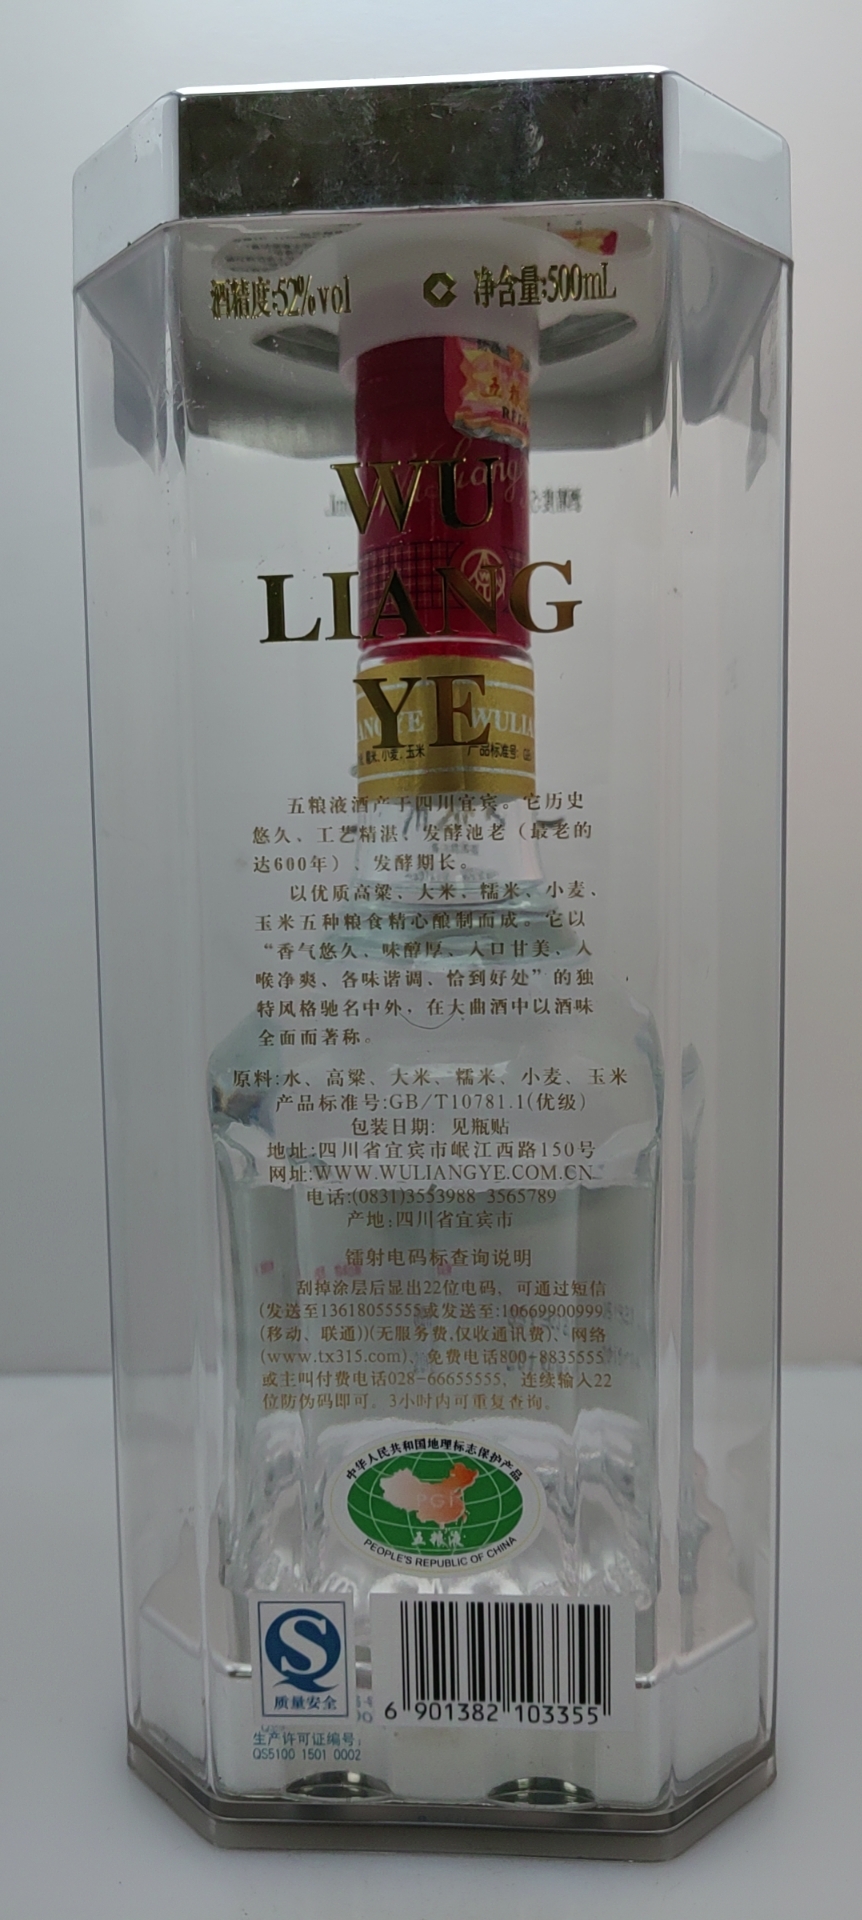 酒精度:52%vol
净含量:500mL
WU
LIANG
YE
糯米、小麦、玉米
产品标准号:
五粮液酒产于四川宜宾。它历史
悠久、工艺精湛、发酵池老（最老的
达600年）、发酵期长。
以优质高粱、大米、糯米、小麦、
玉米五种粮食精心酿制而成。它以
“香气悠久、味醇厚、入口甘美、入
喉净爽、各味谐调、恰到好处”的独
特风格驰名中外，在大曲酒中以酒味
全面而著称。
原料:水、高粱、大米、糯米、小麦、玉米
产品标准号:GB/T10781.1(优级)
包装日期: 见瓶贴
地址:四川省宜宾市岷江西路150号
网址:WWW.WULIANGYE.COM.CN
电话:(0831)3553988 3565789
产地:四川省宜宾市
镭射电码标查询说明
刮掉涂层后显出22位电码，可通过短信
(发送至13618055555或发送至:10669900999
(移动、联通))(无服务费,仅收通讯费)、网络
(www.tx315.com)、免费电话800-8835555
或主叫付费电话028-66655555，连续输入22
位防伪码即可。3小时内可重复查询。
中华人民共和国地理标志保护产品
PGI
五粮液
PEOPLE'S REPUBLIC OF CHINA
质量安全
生产许可证编号:
QS5100 1501 0002
6 901382 103355